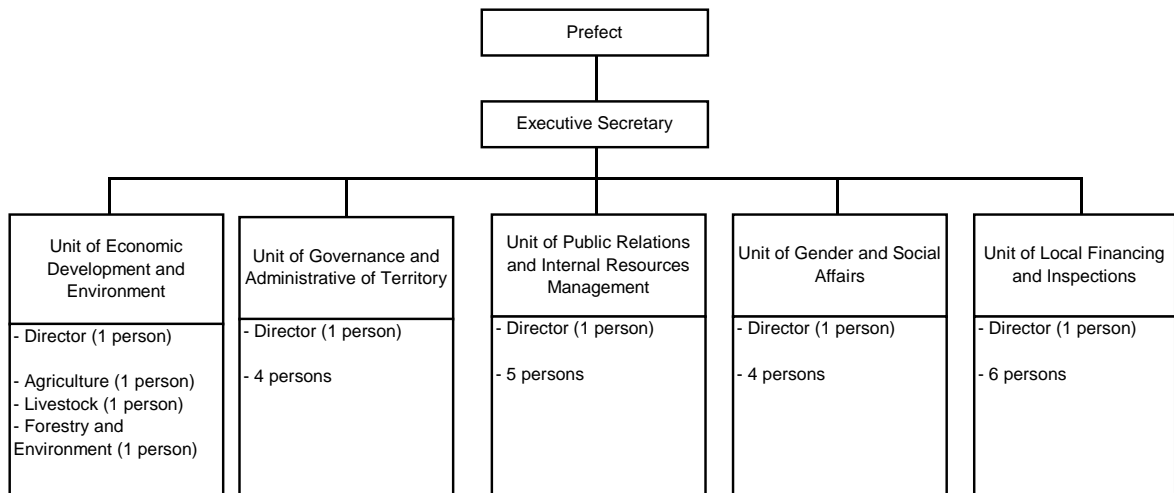 Prefect
Executive Secretary
Unit of Economic
Development and
Environment
- Director (1 person)
- Agriculture (1 person)
- Livestock (1 person)
- Forestry and
Environment (1 person)
Unit of Governance and
Administrative of Territory
- Director (1 person)
- 4 persons
Unit of Public Relations
and Internal Resources
Management
- Director (1 person)
- 5 persons
Unit of Gender and Social
Affairs
- Director (1 person)
- 4 persons
Unit of Local Financing
and Inspections
- Director (1 person)
- 6 persons